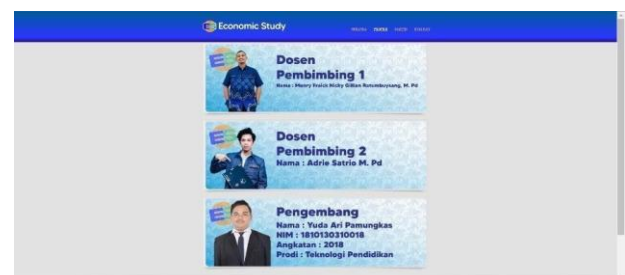 Economic Study
Dosen
Pembimbing 1
Dosen
Pembimbing 2
Nama : Adrie Satrio M. Pd
Pengembang
Nama : Yuda Ari Pamungkas
NIM : 1810130310018
Angkatan : 2018
Prodi : Teknologi Pendidikan